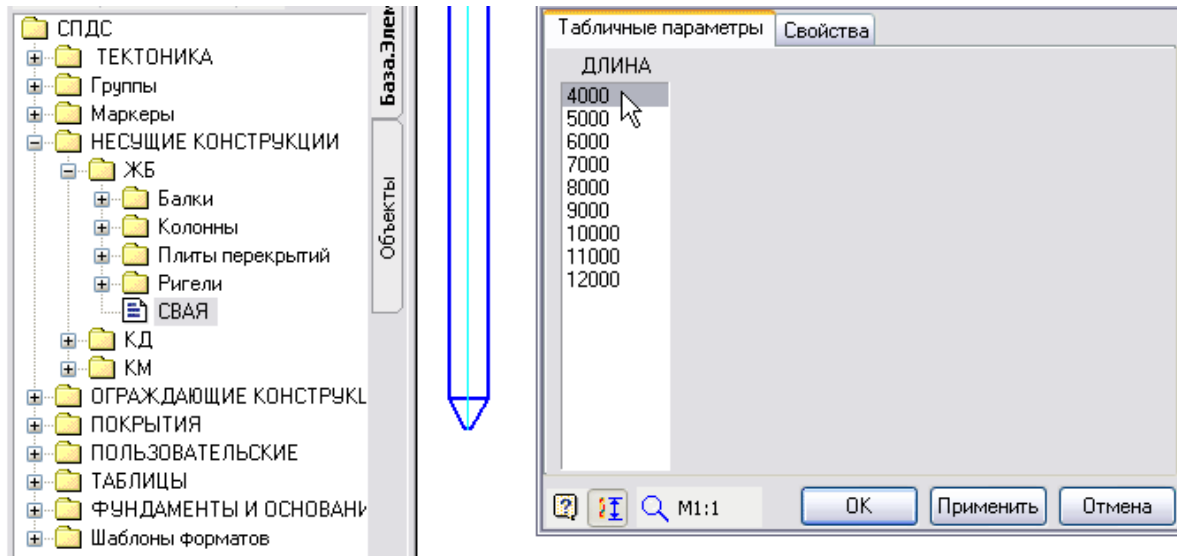 СПДС
ТЕКТОНИКА
Группы
Маркеры
НЕСУЩИЕ КОНСТРУКЦИИ
ЖБ
Балки
Колонны
Плиты перекрытий
Ригели
СВАЯ
КД
КМ
ОГРАЖДАЮЩИЕ КОНСТРУКЦ
ПОКРЫТИЯ
ПОЛЬЗОВАТЕЛЬСКИЕ
ТАБЛИЦЫ
ФУНДАМЕНТЫ И ОСНОВАНИ
Шаблоны форматов
База.Элем
Объекты
Табличные параметры Свойства
ДЛИНА
4000
5000
6000
7000
8000
9000
10000
11000
12000
М1:1 OK Применить Отмена